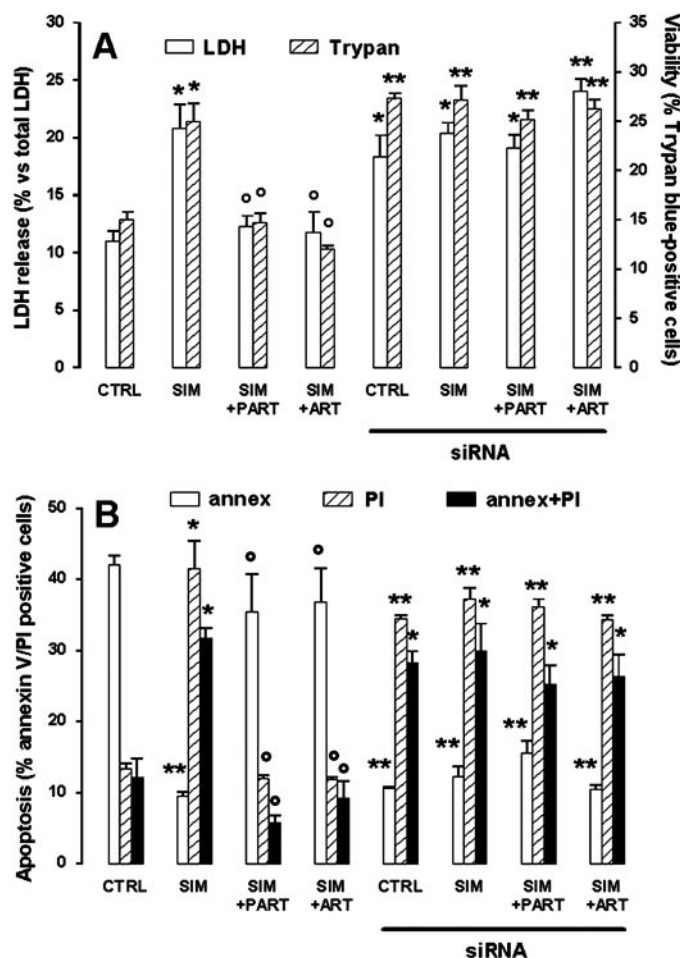 A
LDH
Trypan
LDH release (% vs total LDH)
30
25
20
15
10
5
0
Viability (% Trypan
blue-positive cells)
35
30
25
20
15
10
5
0
* * ° ° ° ° * ** * ** * ** ** **
CTRL SIM SIM SIM CTRL SIM SIM SIM
+PART +ART +PART +ART
siRNA
B
annex
PI
annex+PI
Apoptosis (% annexin V/PI positive cells)
50
40
30
20
10
0
** * * ° ° ° ° ° ° ** ** * ** ** * ** ** * ** ** *
CTRL SIM SIM SIM CTRL SIM SIM SIM
+PART +ART +PART +ART
siRNA